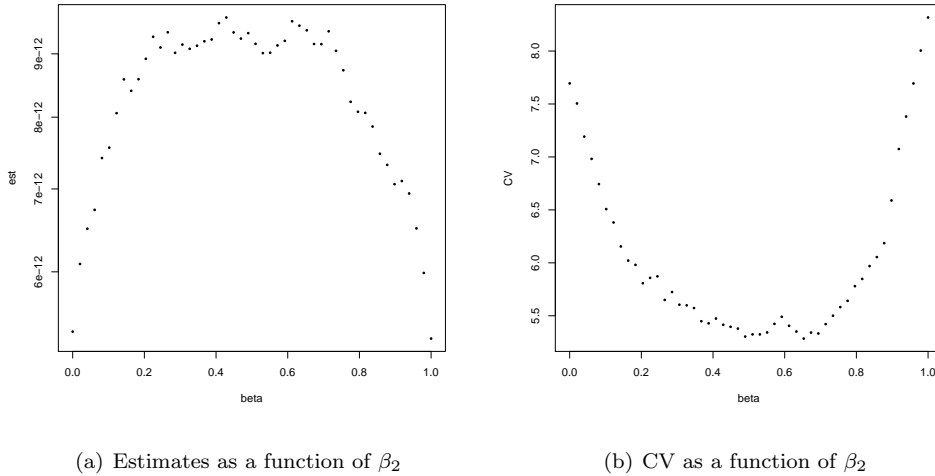 est
9e−12
8e−12
7e−12
6e−12
0.0 0.2 0.4 0.6 0.8 1.0
beta
(a) Estimates as a function of β₂
CV
8.0
7.5
7.0
6.5
6.0
5.5
0.0 0.2 0.4 0.6 0.8 1.0
beta
(b) CV as a function of β₂